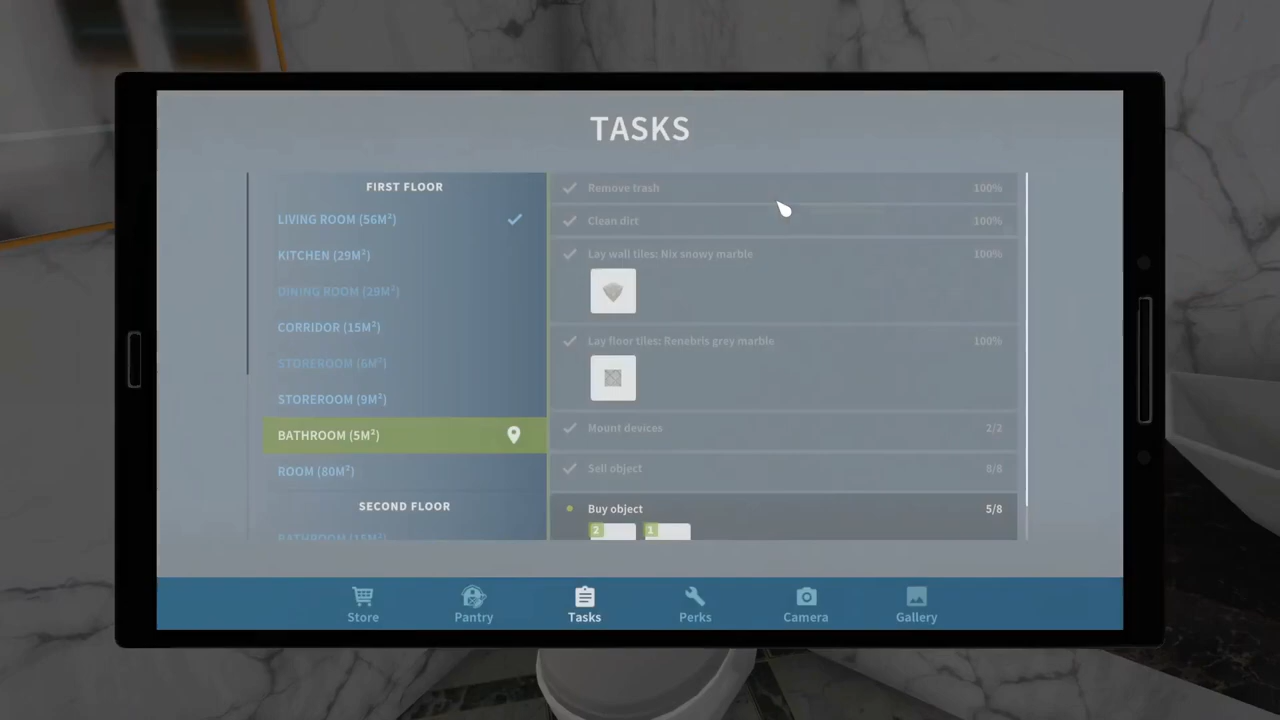 TASKS
FIRST FLOOR
LIVING ROOM (56M²)
KITCHEN (29M²)
DINING ROOM (29M²)
CORRIDOR (15M²)
STOREROOM (6M²)
STOREROOM (9M²)
BATHROOM (5M²)
ROOM (80M²)
SECOND FLOOR
BATHROOM (15M²)
Remove trash 100%
Clean dirt 100%
Lay wall tiles: Nix snowy marble 100%
Lay floor tiles: Renebris grey marble 100%
Mount devices 2/2
Sell object 8/8
Buy object 5/8
2 1
Store Pantry Tasks Perks Camera Gallery